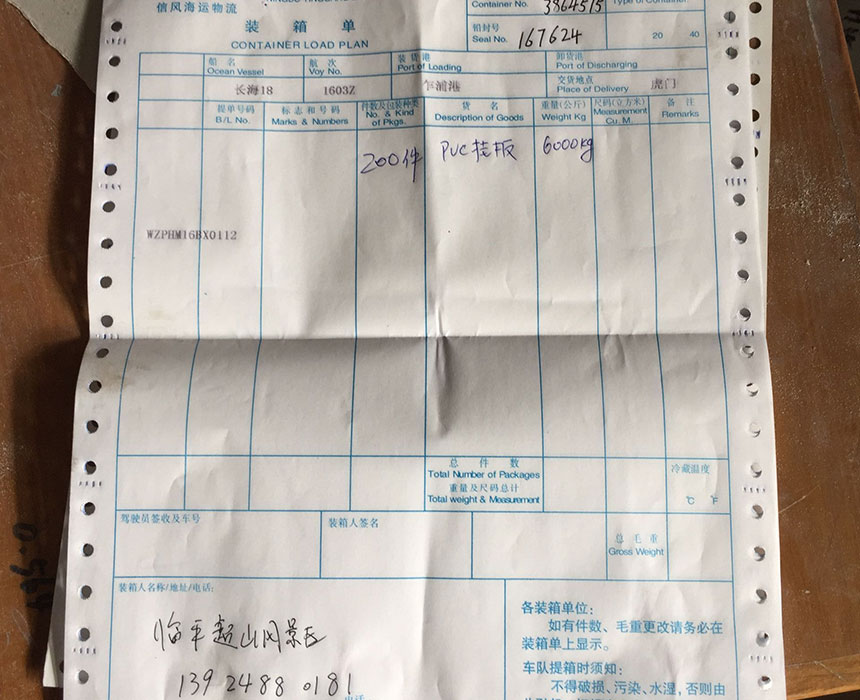 信风海运物流
装 箱 单
CONTAINER LOAD PLAN
Container No. 3864515
Type of Container
铅封号
Seal No. 167624
20 40
船 名
Ocean Vessel
航 次
Voy No.
装 货 港
Port of Loading
卸 货 港
Port of Discharging
长海18
1603Z
乍浦港
交货地点
Place of Delivery
虎门
提单号码
B/L No.
标 志 和 号 码
Marks & Numbers
件数及包装种类
No. & Kind
of Pkgs.
货 名
Description of Goods
重量(公斤)
Weight Kg
尺码(立方米)
Measurement
Cu. M.
备 注
Remarks
200件 PVC挂板 6000kg
WZPHM16BX0112
总 件 数
Total Number of Packages
重量及尺码总计
Total weight & Measurement
冷藏温度
℃ ℉
驾驶员签收及车号
装箱人签名
总 毛 重
Gross Weight
装箱人名称/地址/电话:
临平超山风景区
139 2488 0181
电话
各装箱单位:
如有件数、毛重更改请务必在
装箱单上显示。
车队提箱时须知:
不得破损、污染、水湿，否则由